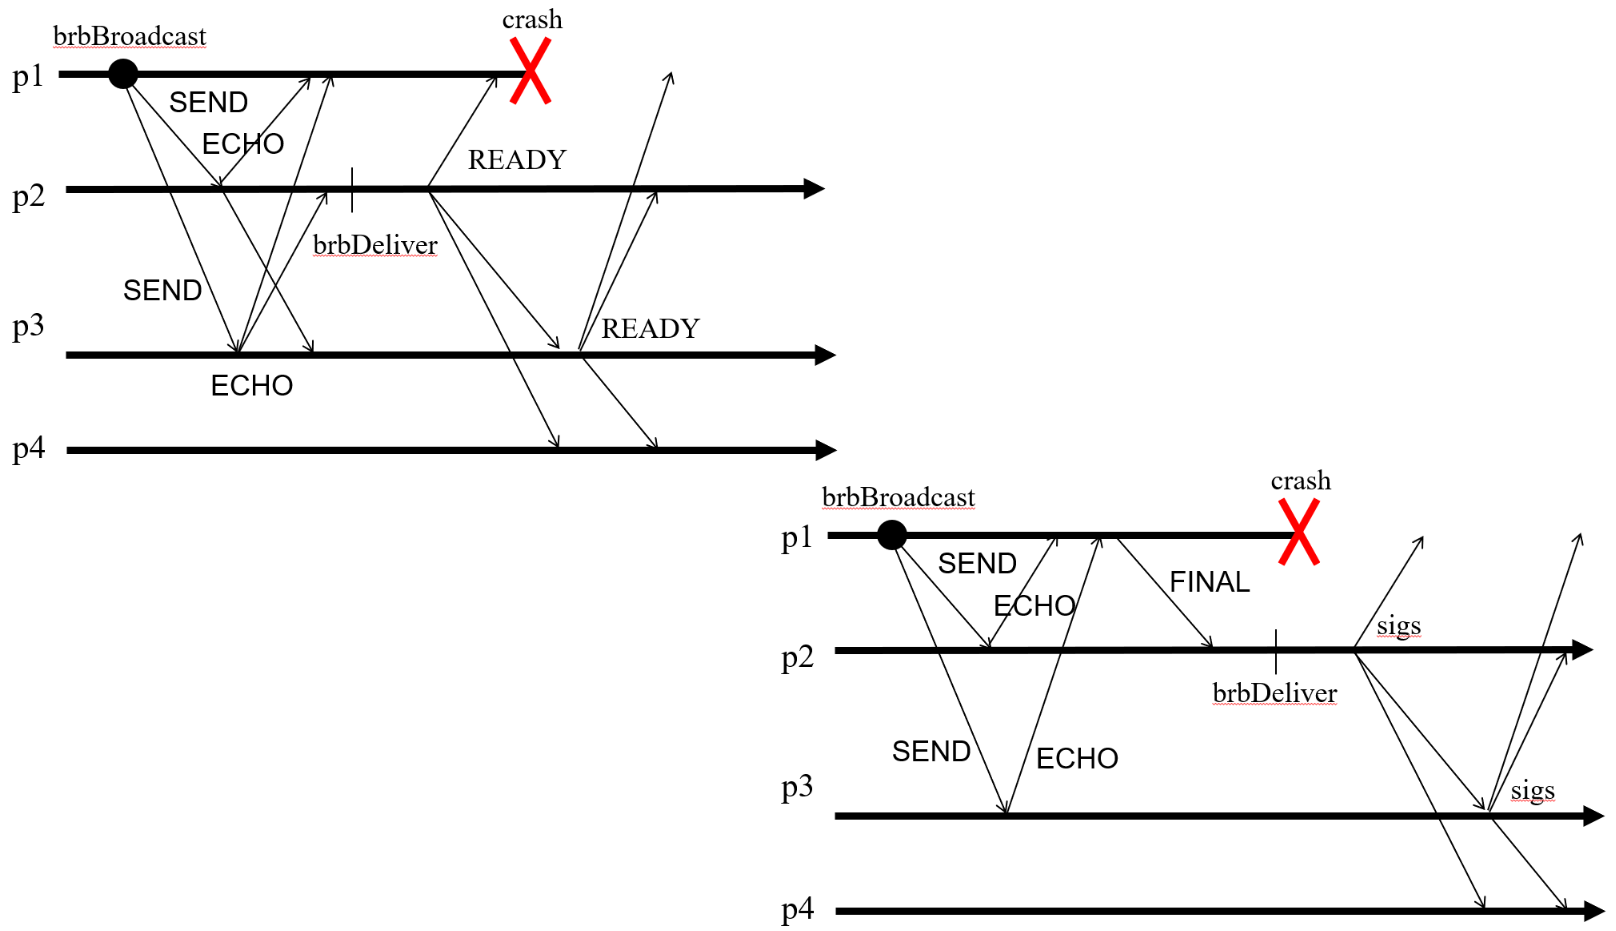 crash
brbBroadcast
p1
SEND
ECHO
READY
p2
brbDeliver
SEND
p3
READY
ECHO
p4
crash
brbBroadcast
p1
SEND
FINAL
ECHO
sigs
p2
brbDeliver
SEND
ECHO
p3
sigs
p4